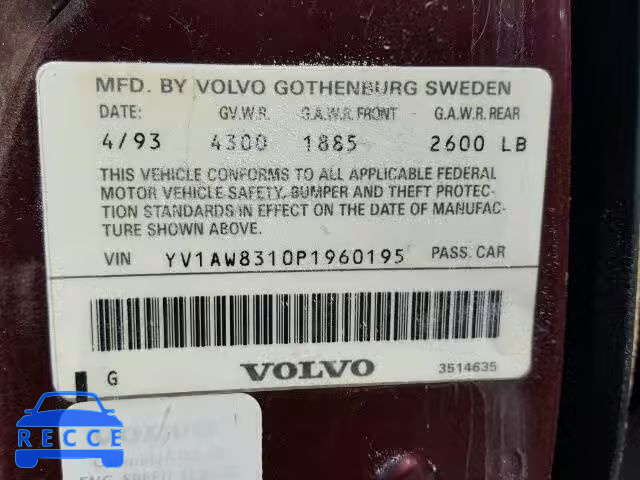 MFD. BY VOLVO GOTHENBURG SWEDEN
DATE: GV.W.R. G.A.W.R. FRONT G.A.W.R. REAR
4/93 4300 1885 2600 LB
THIS VEHICLE CONFORMS TO ALL APPLICABLE FEDERAL
MOTOR VEHICLE SAFETY, BUMPER AND THEFT PROTEC-
TION STANDARDS IN EFFECT ON THE DATE OF MANUFAC-
TURE SHOWN ABOVE.
VIN YV1AW8310P1960195 PASS. CAR
G VOLVO 3514635
RECCE